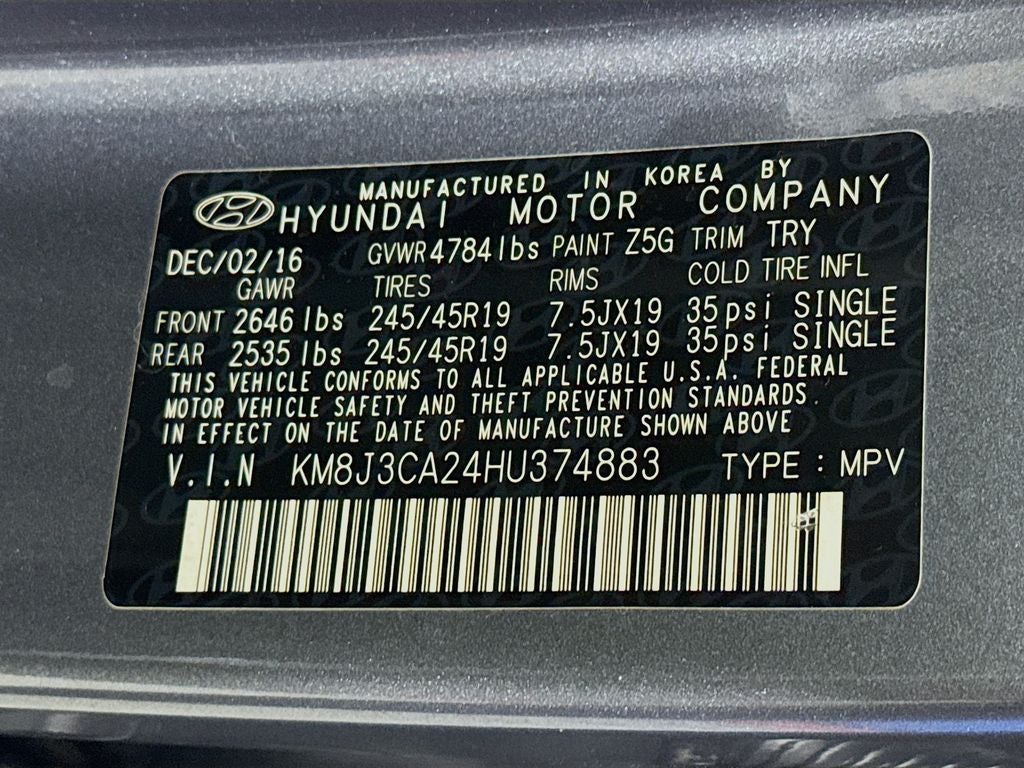 MANUFACTURED IN KOREA BY
HYUNDAI MOTOR COMPANY
DEC/02/16 GVWR 4784 lbs PAINT Z5G TRIM TRY
GAWR TIRES RIMS COLD TIRE INFL
FRONT 2646 lbs 245/45R19 7.5JX19 35psi SINGLE
REAR 2535 lbs 245/45R19 7.5JX19 35psi SINGLE
THIS VEHICLE CONFORMS TO ALL APPLICABLE U.S.A. FEDERAL
MOTOR VEHICLE SAFETY AND THEFT PREVENTION STANDARDS.
IN EFFECT ON THE DATE OF MANUFACTURE SHOWN ABOVE
V.I.N KM8J3CA24HU374883 TYPE : MPV